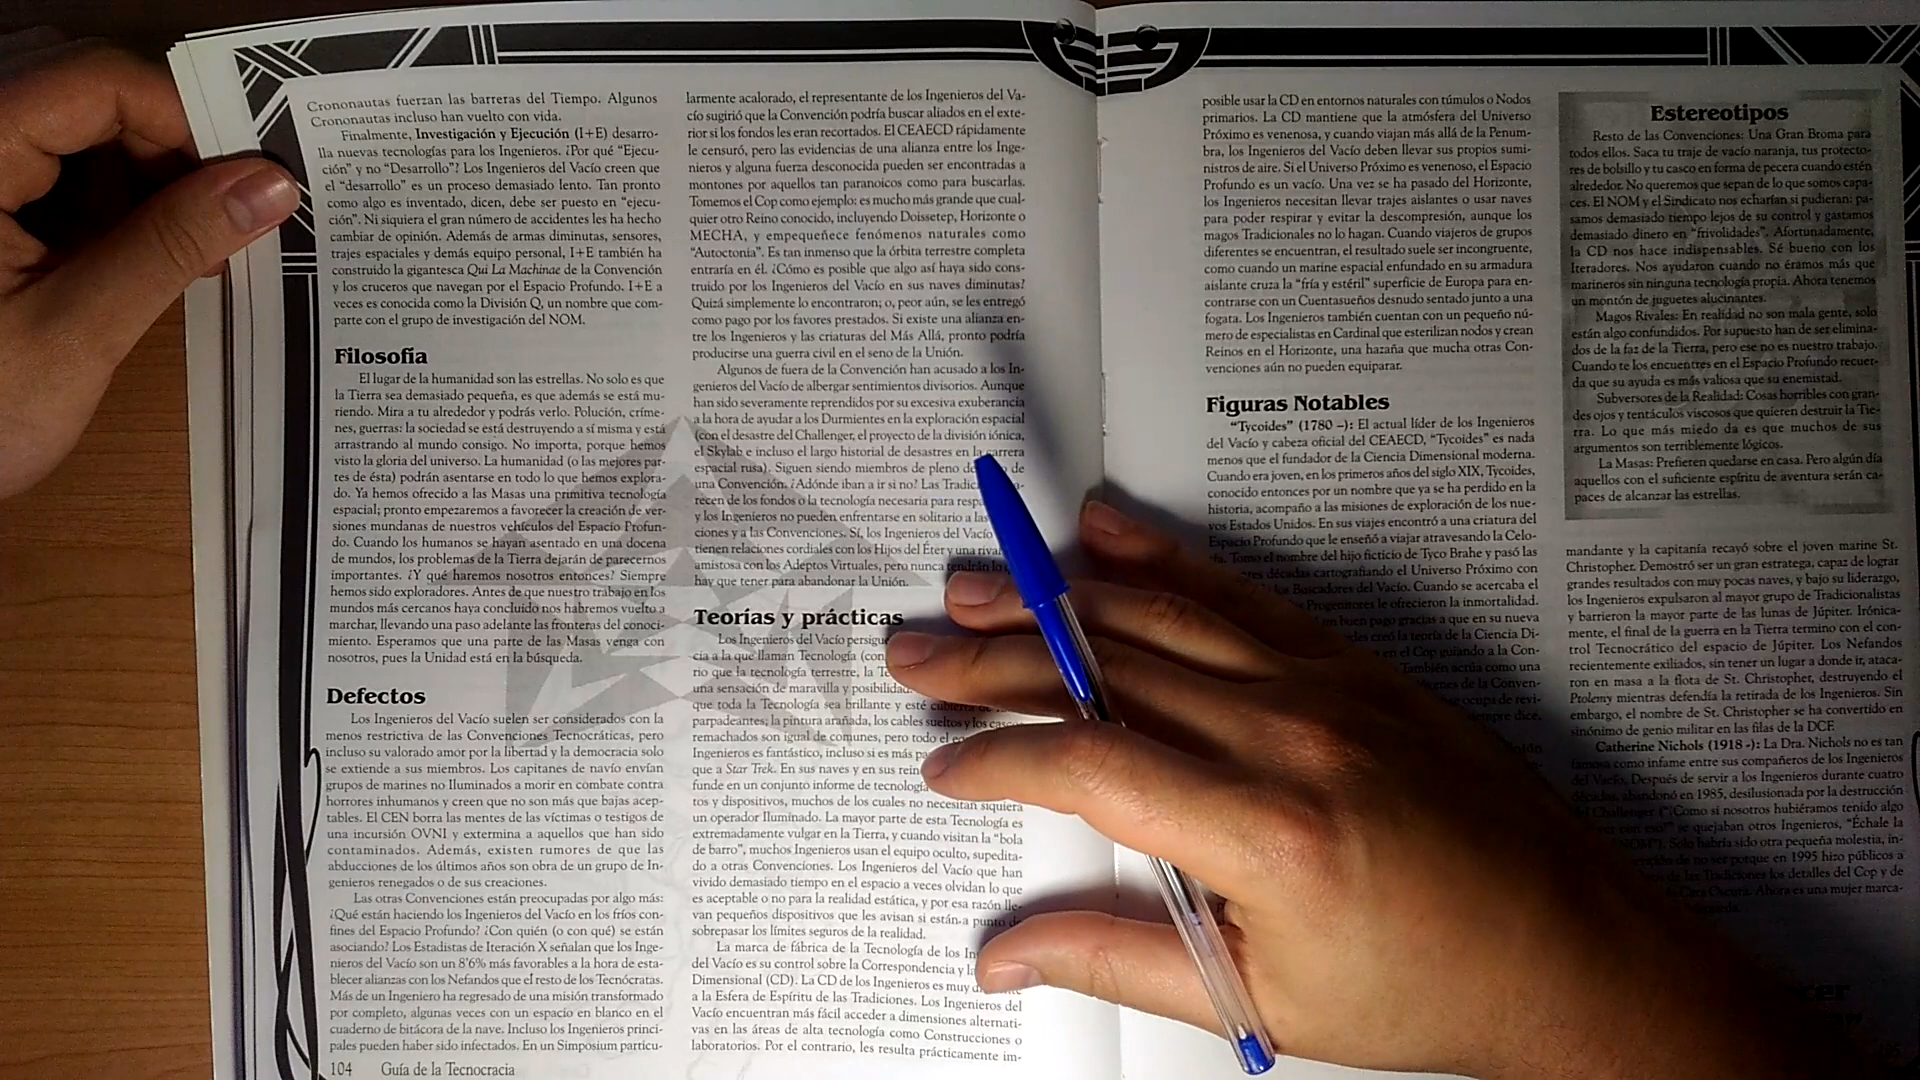 Crononautas fuerzan las barreras del Tiempo. Algunos
Crononautas incluso han vuelto con vida.
Finalmente, Investigación y Ejecución (I+E) desarro-
lla nuevas tecnologías para los Ingenieros. ¿Por qué “Ejecu-
ción” y no “Desarrollo”? Los Ingenieros del Vacío creen que
el “desarrollo” es un proceso demasiado lento. Tan pronto
como algo es inventado, dicen, debe ser puesto en “ejecu-
ción”. Ni siquiera el gran número de accidentes les ha hecho
cambiar de opinión. Además de armas diminutas, sensores,
trajes espaciales y demás equipo personal, I+E también ha
construido la gigantesca Qui La Machinae de la Convención
y los cruceros que navegan por el Espacio Profundo. I+E a
veces es conocida como la División Q, un nombre que com-
parte con el grupo de investigación del NOM.
Filosofía
El lugar de la humanidad son las estrellas. No solo es que
la Tierra sea demasiado pequeña, es que además se está mu-
riendo. Mira a tu alrededor y podrás verlo. Polución, críme-
nes, guerras: la sociedad se está destruyendo a sí misma y está
arrastrando al mundo consigo. No importa, porque hemos
visto la gloria del universo. La humanidad (o las mejores par-
tes de ésta) podrán asentarse en todo lo que hemos explora-
do. Ya hemos ofrecido a las Masas una primitiva tecnología
espacial; pronto empezaremos a favorecer la creación de ver-
siones mundanas de nuestros vehículos del Espacio Profun-
do. Cuando los humanos se hayan asentado en una docena
de mundos, los problemas de la Tierra dejarán de parecernos
importantes. ¿Y qué haremos nosotros entonces? Siempre
hemos sido exploradores. Antes de que nuestro trabajo en los
mundos más cercanos haya concluido nos habremos vuelto a
marchar, llevando una paso adelante las fronteras del conoci-
miento. Esperamos que una parte de las Masas venga con
nosotros, pues la Unidad está en la búsqueda.
Defectos
Los Ingenieros del Vacío suelen ser considerados con la
menos restrictiva de las Convenciones Tecnocráticas, pero
incluso su valorado amor por la libertad y la democracia solo
se extiende a sus miembros. Los capitanes de navío envían
grupos de marines no Iluminados a morir en combate contra
horrores inhumanos y creen que no son más que bajas acep-
tables. El CEN borra las mentes de las víctimas o testigos de
una incursión OVNI y extermina a aquellos que han sido
contaminados. Además, existen rumores de que las
abducciones de los últimos años son obra de un grupo de In-
genieros renegados o de sus creaciones.
Las otras Convenciones están preocupadas por algo más:
¿Qué están haciendo los Ingenieros del Vacío en los fríos con-
fines del Espacio Profundo? ¿Con quién (o con qué) se están
asociando? Los Estadistas de Iteración X señalan que los Inge-
nieros del Vacío son un 8’6% más favorables a la hora de esta-
blecer alianzas con los Nefandos que el resto de los Tecnócratas.
Más de un Ingeniero ha regresado de una misión transformado
por completo, algunas veces con un espacio en blanco en el
cuaderno de bitácora de la nave. Incluso los Ingenieros princi-
pales pueden haber sido infectados. En un Simposium particu-
104 Guía de la Tecnocracia
larmente acalorado, el representante de los Ingenieros del Va-
cío sugirió que la Convención podría buscar aliados en el exte-
rior si los fondos les eran recortados. El CEAECD rápidamente
le censuró, pero las evidencias de una alianza entre los Inge-
nieros y alguna fuerza desconocida pueden ser encontradas a
montones por aquellos tan paranoicos como para buscarlas.
Tomemos el Cop como ejemplo: es mucho más grande que cual-
quier otro Reino conocido, incluyendo Doissetep, Horizonte o
MECHA, y empequeñece fenómenos naturales como
“Autoctonía”. Es tan inmenso que la órbita terrestre completa
entraría en él. ¿Cómo es posible que algo así haya sido cons-
truido por los Ingenieros del Vacío en sus naves diminutas?
Quizá simplemente lo encontraron; o, peor aún, se les entregó
como pago por los favores prestados. Si existe una alianza en-
tre los Ingenieros y las criaturas del Más Allá, pronto podría
producirse una guerra civil en el seno de la Unión.
Algunos de fuera de la Convención han acusado a los In-
genieros del Vacío de albergar sentimientos divisorios. Aunque
han sido severamente reprendidos por su excesiva exuberancia
a la hora de ayudar a los Durmientes en la exploración espacial
(con el desastre del Challenger, el proyecto de la división iónica,
el Skylab e incluso el largo historial de desastres en la carrera
espacial rusa). Siguen siendo miembros de pleno de
una Convención. ¿Adónde iban a ir si no? Las
recen de los fondos o la tecnología necesaria para
y los Ingenieros no pueden enfrentarse en solitario a las
ciones y a las Convenciones. Sí, los Ingenieros del Vacío
tienen relaciones cordiales con los Hijos del Éter y una
amistosa con los Adeptos Virtuales, pero nunca tendrán lo
hay que tener para abandonar la Unión.
Teorías y prácticas
Los Ingenieros del Vacío
cia a la que llaman Tecnología
rio que la tecnología terrestre, la
una sensación de maravilla y
que toda la Tecnología sea brillante y esté
parpadeantes; la pintura arañada, los cables sueltos y los
remachados son igual de comunes, pero todo el
Ingenieros es fantástico, incluso si es más
que a Star Trek. En sus naves y en sus
funde en un conjunto informe de
tos y dispositivos, muchos de los cuales no necesitan siquiera
un operador Iluminado. La mayor parte de esta Tecnología es
extremadamente vulgar en la Tierra, y cuando visitan la “bola
de barro”, muchos Ingenieros usan el equipo oculto, supedita-
do a otras Convenciones. Los Ingenieros del Vacío que han
vivido demasiado tiempo en el espacio a veces olvidan lo que
es aceptable o no para la realidad estática, y por esa razón lle-
van pequeños dispositivos que les avisan si están a punto de
sobrepasar los límites seguros de la realidad.
La marca de fábrica de la Tecnología de los
del Vacío es su control sobre la Correspondencia y
Dimensional (CD). La CD de los Ingenieros es muy
a la Esfera de Espíritu de las Tradiciones. Los Ingenieros del
Vacío encuentran más fácil acceder a dimensiones alternati-
vas en las áreas de alta tecnología como Construcciones o
laboratorios. Por el contrario, les resulta prácticamente im-
posible usar la CD en entornos naturales con túmulos o Nodos
primarios. La CD mantiene que la atmósfera del Universo
Próximo es venenosa, y cuando viajan más allá de la Penum-
bra, los Ingenieros del Vacío deben llevar sus propios sumi-
nistros de aire. Si el Universo Próximo es venenoso, el Espacio
Profundo es un vacío. Una vez se ha pasado del Horizonte,
los Ingenieros necesitan llevar trajes aislantes o usar naves
para poder respirar y evitar la descompresión, aunque los
magos Tradicionales no lo hagan. Cuando viajeros de grupos
diferentes se encuentran, el resultado suele ser incongruente,
como cuando un marine espacial enfundado en su armadura
aislante cruza la “fría y estéril” superficie de Europa para en-
contrarse con un Cuentasueños desnudo sentado junto a una
fogata. Los Ingenieros también cuentan con un pequeño nú-
mero de especialistas en Cardinal que esterilizan nodos y crean
Reinos en el Horizonte, una hazaña que mucha otras Con-
venciones aún no pueden equiparar.
Figuras Notables
“Tycoides” (1780 –): El actual líder de los Ingenieros
del Vacío y cabeza oficial del CEAECD, “Tycoides” es nada
menos que el fundador de la Ciencia Dimensional moderna.
Cuando era joven, en los primeros años del siglo XIX, Tycoides,
conocido entonces por un nombre que ya se ha perdido en la
historia, acompaño a las misiones de exploración de los nue-
vos Estados Unidos. En sus viajes encontró a una criatura del
Espacio Profundo que le enseñó a viajar atravesando la Celo-
Tomo el nombre del hijo ficticio de Tyco Brahe y pasó las
décadas cartografiando el Universo Próximo con
los Buscadores del Vacío. Cuando se acercaba el
Progenitores le ofrecieron la inmortalidad.
buen pago gracias a que en su nueva
creó la teoría de la Ciencia Di-
en el Cop guiando a la Con-
También actúa como una
de la Conven-
ocupa de revi-
siempre dice,
Estereotipos
Resto de las Convenciones: Una Gran Broma para
todos ellos. Saca tu traje de vacío naranja, tus protecto-
res de bolsillo y tu casco en forma de pecera cuando estén
alrededor. No queremos que sepan de lo que somos capa-
ces. El NOM y el Sindicato nos echarían si pudieran: pa-
samos demasiado tiempo lejos de su control y gastamos
demasiado dinero en “frivolidades”. Afortunadamente,
la CD nos hace indispensables. Sé bueno con los
Iteradores. Nos ayudaron cuando no éramos más que
marineros sin ninguna tecnología propia. Ahora tenemos
un montón de juguetes alucinantes.
Magos Rivales: En realidad no son mala gente, solo
están algo confundidos. Por supuesto han de ser elimina-
dos de la faz de la Tierra, pero ese no es nuestro trabajo.
Cuando te los encuentres en el Espacio Profundo recuer-
da que su ayuda es más valiosa que su enemistad.
Subversores de la Realidad: Cosas horribles con gran-
des ojos y tentáculos viscosos que quieren destruir la Tie-
rra. Lo que más miedo da es que muchos de sus
argumentos son terriblemente lógicos.
La Masas: Prefieren quedarse en casa. Pero algún día
aquellos con el suficiente espíritu de aventura serán ca-
paces de alcanzar las estrellas.
mandante y la capitanía recayó sobre el joven marine St.
Christopher. Demostró ser un gran estratega, capaz de lograr
grandes resultados con muy pocas naves, y bajo su liderazgo,
los Ingenieros expulsaron al mayor grupo de Tradicionalistas
y barrieron la mayor parte de las lunas de Júpiter. Irónica-
mente, el final de la guerra en la Tierra termino con el con-
trol Tecnocrático del espacio de Júpiter. Los Nefandos
recientemente exiliados, sin tener un lugar a donde ir, ataca-
ron en masa a la flota de St. Christopher, destruyendo el
Ptolemy mientras defendía la retirada de los Ingenieros. Sin
embargo, el nombre de St. Christopher se ha convertido en
sinónimo de genio militar en las filas de la DCF.
Catherine Nichols (1918 -): La Dra. Nichols no es tan
famosa como infame entre sus compañeros de los Ingenieros
del Vacío. Después de servir a los Ingenieros durante cuatro
décadas, abandonó en 1985, desilusionada por la destrucción
del Challenger (“¿Como si nosotros hubiéramos tenido algo
que ver con eso!” se quejaban otros Ingenieros, “Échale la
NOM”). Solo habría sido otra pequeña molestia, in-
de no ser porque en 1995 hizo públicos a
de las Tradiciones los detalles del Cop y de
Cara Oscura. Ahora es una mujer marca-
105